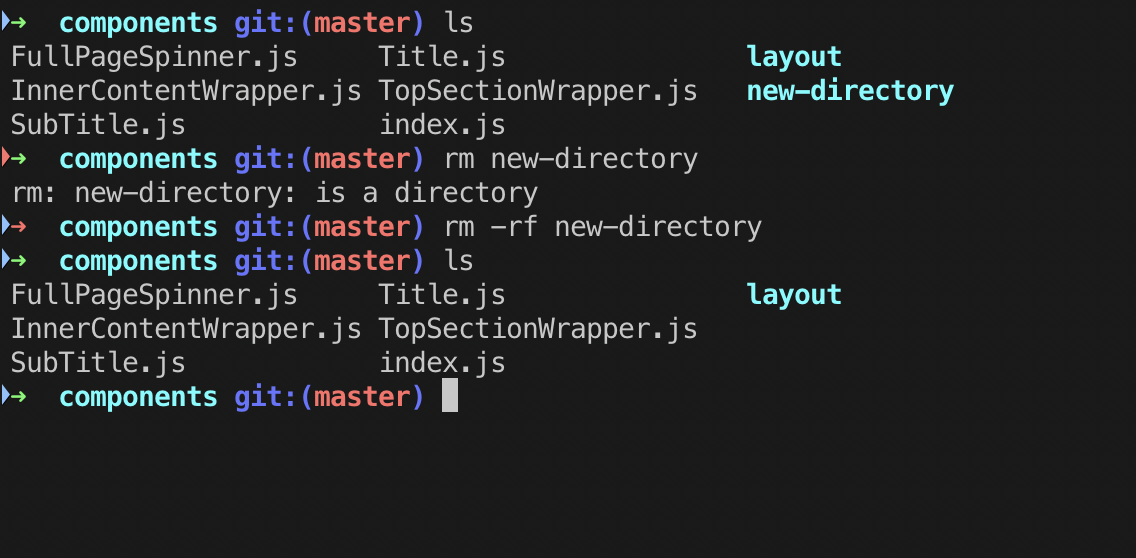 ➜ components git:(master) ls
FullPageSpinner.js Title.js layout
InnerContentWrapper.js TopSectionWrapper.js new-directory
SubTitle.js index.js
➜ components git:(master) rm new-directory
rm: new-directory: is a directory
➜ components git:(master) rm -rf new-directory
➜ components git:(master) ls
FullPageSpinner.js Title.js layout
InnerContentWrapper.js TopSectionWrapper.js
SubTitle.js index.js
➜ components git:(master)